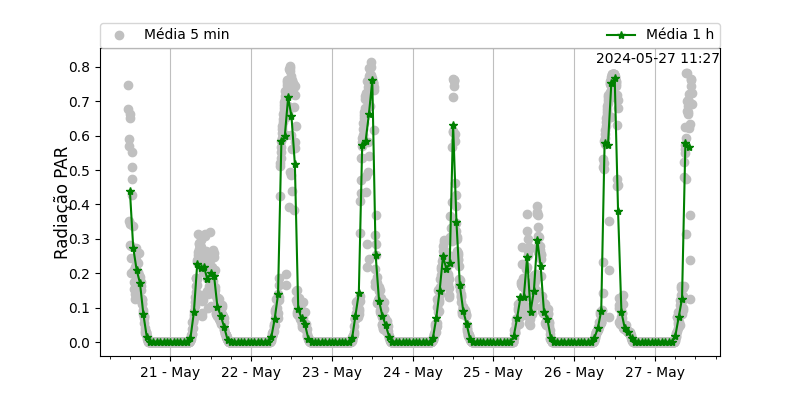 Média 5 min
Média 1 h
2024-05-27 11:27
Radiação PAR
0.8
0.7
0.6
0.5
0.4
0.3
0.2
0.1
0.0
21 - May
22 - May
23 - May
24 - May
25 - May
26 - May
27 - May